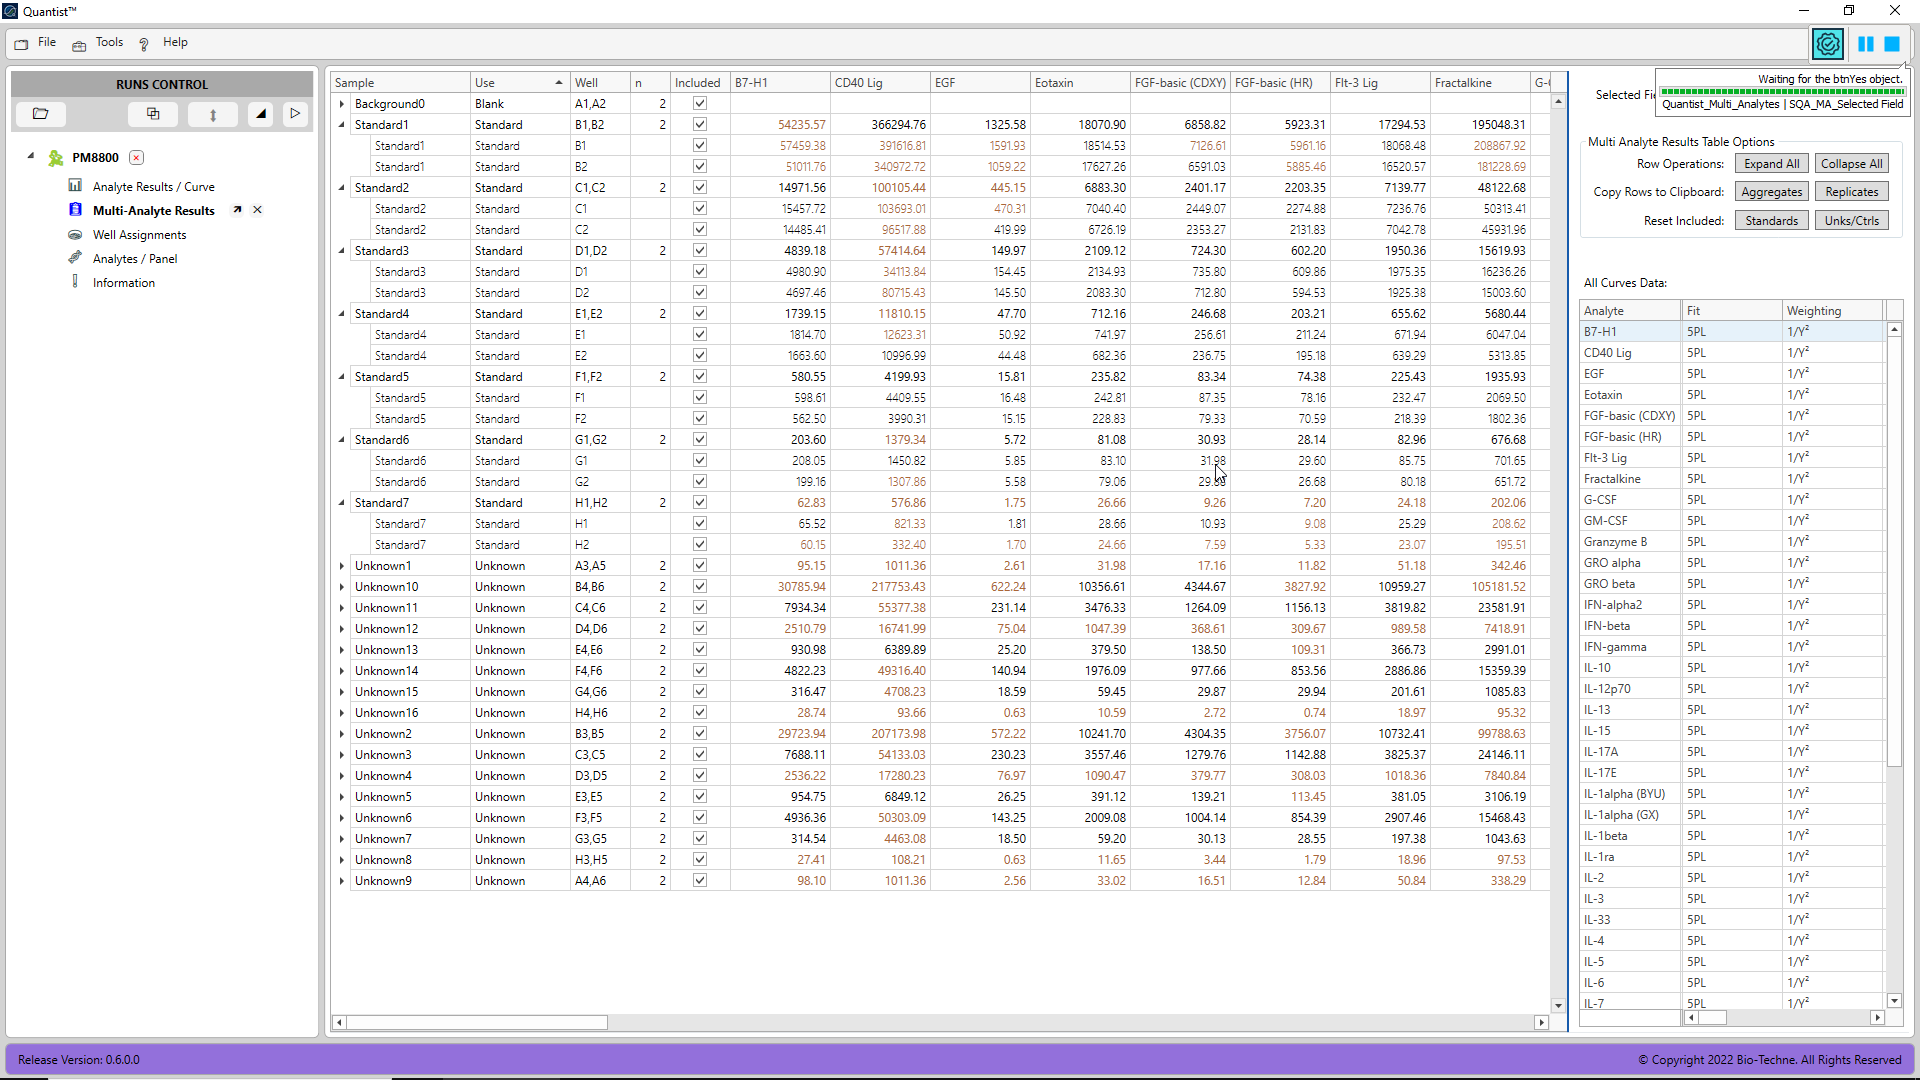 Quantist™
File Tools Help
Waiting for the btnYes object.
Quantist_Multi_Analytes | SQA_MA_Selected Field
RUNS CONTROL
PM8800
Analyte Results / Curve
Multi-Analyte Results
Well Assignments
Analytes / Panel
Information
Sample Use Well n Included B7-H1 CD40 Lig EGF Eotaxin FGF-basic (CDXY) FGF-basic (HR) Flt-3 Lig Fractalkine
Background0 Blank A1,A2 2
Standard1 Standard B1,B2 2 54235.57 366294.76 1325.58 18070.90 6858.82 5923.31 17294.53 195048.31
Standard1 Standard B1 57459.38 391616.81 1591.93 18514.53 7126.61 5961.16 18068.48 208867.92
Standard1 Standard B2 51011.76 340972.72 1059.22 17627.26 6591.03 5885.46 16520.57 181228.69
Standard2 Standard C1,C2 2 14971.56 100105.44 445.15 6883.30 2401.17 2203.35 7139.77 48122.68
Standard2 Standard C1 15457.72 103693.01 470.31 7040.40 2449.07 2274.88 7236.76 50313.41
Standard2 Standard C2 14485.41 96517.88 419.99 6726.19 2353.27 2131.83 7042.78 45931.96
Standard3 Standard D1,D2 2 4839.18 57414.64 149.97 2109.12 724.30 602.20 1950.36 15619.93
Standard3 Standard D1 4980.90 34113.84 154.45 2134.93 735.80 609.86 1975.35 16236.26
Standard3 Standard D2 4697.46 80715.43 145.50 2083.30 712.80 594.53 1925.38 15003.60
Standard4 Standard E1,E2 2 1739.15 11810.15 47.70 712.16 246.68 203.21 655.62 5680.44
Standard4 Standard E1 1814.70 12623.31 50.92 741.97 256.61 211.24 671.94 6047.04
Standard4 Standard E2 1663.60 10996.99 44.48 682.36 236.75 195.18 639.29 5313.85
Standard5 Standard F1,F2 2 580.55 4199.93 15.81 235.82 83.34 74.38 225.43 1935.93
Standard5 Standard F1 598.61 4409.55 16.48 242.81 87.35 78.16 232.47 2069.50
Standard5 Standard F2 562.50 3990.31 15.15 228.83 79.33 70.59 218.39 1802.36
Standard6 Standard G1,G2 2 203.60 1379.34 5.72 81.08 30.93 28.14 82.96 676.68
Standard6 Standard G1 208.05 1450.82 5.85 83.10 31.98 29.60 85.75 701.65
Standard6 Standard G2 199.16 1307.86 5.58 79.06 26.68 80.18 651.72
Standard7 Standard H1,H2 2 62.83 576.86 1.75 26.66 9.26 7.20 24.18 202.06
Standard7 Standard H1 65.52 821.33 1.81 28.66 10.93 9.08 25.29 208.62
Standard7 Standard H2 60.15 332.40 1.70 24.66 7.59 5.33 23.07 195.51
Unknown1 Unknown A3,A5 2 95.15 1011.36 2.61 31.98 17.16 11.82 51.18 342.46
Unknown10 Unknown B4,B6 2 30785.94 217753.43 622.24 10356.61 4344.67 3827.92 10959.27 105181.52
Unknown11 Unknown C4,C6 2 7934.34 55377.38 231.14 3476.33 1264.09 1156.13 3819.82 23581.91
Unknown12 Unknown D4,D6 2 2510.79 16741.99 75.04 1047.39 368.61 309.67 989.58 7418.91
Unknown13 Unknown E4,E6 2 930.98 6389.89 25.20 379.50 138.50 109.31 366.73 2991.01
Unknown14 Unknown F4,F6 2 4822.23 49316.40 140.94 1976.09 977.66 853.56 2886.86 15359.39
Unknown15 Unknown G4,G6 2 316.47 4708.23 18.59 59.45 29.87 29.94 201.61 1085.83
Unknown16 Unknown H4,H6 2 28.74 93.66 0.63 10.59 2.72 0.74 18.97 95.32
Unknown2 Unknown B3,B5 2 29723.94 207173.98 572.22 10241.70 4304.35 3756.07 10732.41 99788.63
Unknown3 Unknown C3,C5 2 7688.11 54133.03 230.23 3557.46 1279.76 1142.88 3825.37 24146.11
Unknown4 Unknown D3,D5 2 2536.22 17280.23 76.97 1090.47 379.77 308.03 1018.36 7840.84
Unknown5 Unknown E3,E5 2 954.75 6849.12 26.25 391.12 139.21 113.45 381.05 3106.19
Unknown6 Unknown F3,F5 2 4936.36 50303.09 143.25 2009.08 1004.14 854.39 2907.46 15468.43
Unknown7 Unknown G3,G5 2 314.54 4463.08 18.50 59.20 30.13 28.55 197.38 1043.63
Unknown8 Unknown H3,H5 2 27.41 108.21 0.63 11.65 3.44 1.79 18.96 97.53
Unknown9 Unknown A4,A6 2 98.10 1011.36 2.56 33.02 16.51 12.84 50.84 338.29
Selected
Multi Analyte Results Table Options
Row Operations: Expand All Collapse All
Copy Rows to Clipboard: Aggregates Replicates
Reset Included: Standards Unks/Ctrls
All Curves Data:
Analyte Fit Weighting
B7-H1 5PL 1/Y²
CD40 Lig 5PL 1/Y²
EGF 5PL 1/Y²
Eotaxin 5PL 1/Y²
FGF-basic (CDXY) 5PL 1/Y²
FGF-basic (HR) 5PL 1/Y²
Flt-3 Lig 5PL 1/Y²
Fractalkine 5PL 1/Y²
G-CSF 5PL 1/Y²
GM-CSF 5PL 1/Y²
Granzyme B 5PL 1/Y²
GRO alpha 5PL 1/Y²
GRO beta 5PL 1/Y²
IFN-alpha2 5PL 1/Y²
IFN-beta 5PL 1/Y²
IFN-gamma 5PL 1/Y²
IL-10 5PL 1/Y²
IL-12p70 5PL 1/Y²
IL-13 5PL 1/Y²
IL-15 5PL 1/Y²
IL-17A 5PL 1/Y²
IL-17E 5PL 1/Y²
IL-1alpha (BYU) 5PL 1/Y²
IL-1alpha (GX) 5PL 1/Y²
IL-1beta 5PL 1/Y²
IL-1ra 5PL 1/Y²
IL-2 5PL 1/Y²
IL-3 5PL 1/Y²
IL-33 5PL 1/Y²
IL-4 5PL 1/Y²
IL-5 5PL 1/Y²
IL-6 5PL 1/Y²
IL-7 5PL 1/Y²
Release Version: 0.6.0.0
© Copyright 2022 Bio-Techne. All Rights Reserved